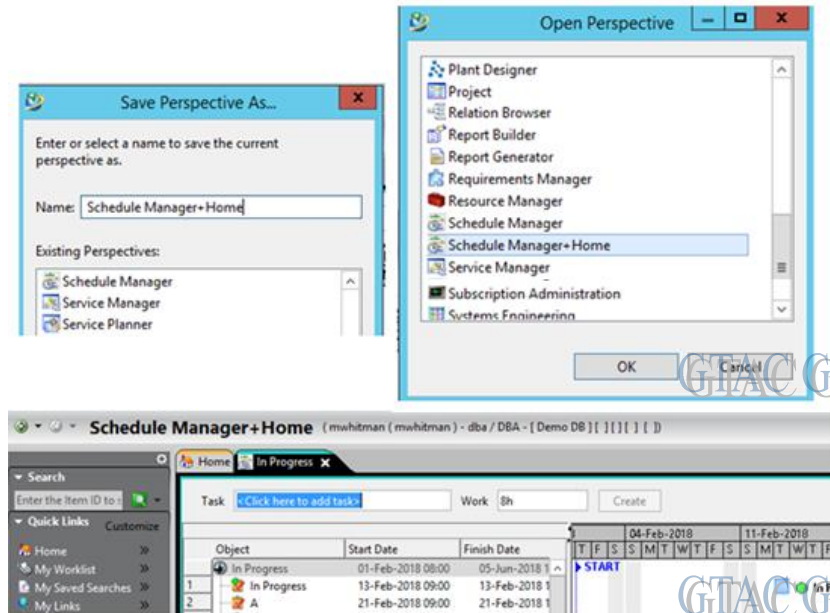 Save Perspective As...
X
Enter or select a name to save the current
perspective as.
Name: Schedule Manager+Home
Existing Perspectives:
Schedule Manager
Service Manager
Service Planner
Open Perspective
X
Plant Designer
Project
Relation Browser
Report Builder
Report Generator
Requirements Manager
Resource Manager
Schedule Manager
Schedule Manager+Home
Service Manager
Subscription Administration
Systems Engineering
OK
Cancel
GTAC G
Schedule Manager+Home ( mwhitman ( mwhitman ) - dba / DBA - [ Demo DB ] [ ] [ ] [ ] [ ])
Home In Progress X
Search
Enter the Item ID to s
Quick Links Customize
Home
My Worklist
My Saved Searches
My Links
Task <Click here to add task> Work 8h Create
04-Feb-2018 11-Feb-2018
Object Start Date Finish Date T F S S M T W T F S S M T W T F
In Progress 01-Feb-2018 08:00 05-Jun-2018 1 START
1 In Progress 13-Feb-2018 09:00 13-Feb-2018 1
2 A 21-Feb-2018 09:00 21-Feb-2018 1
GTAC G